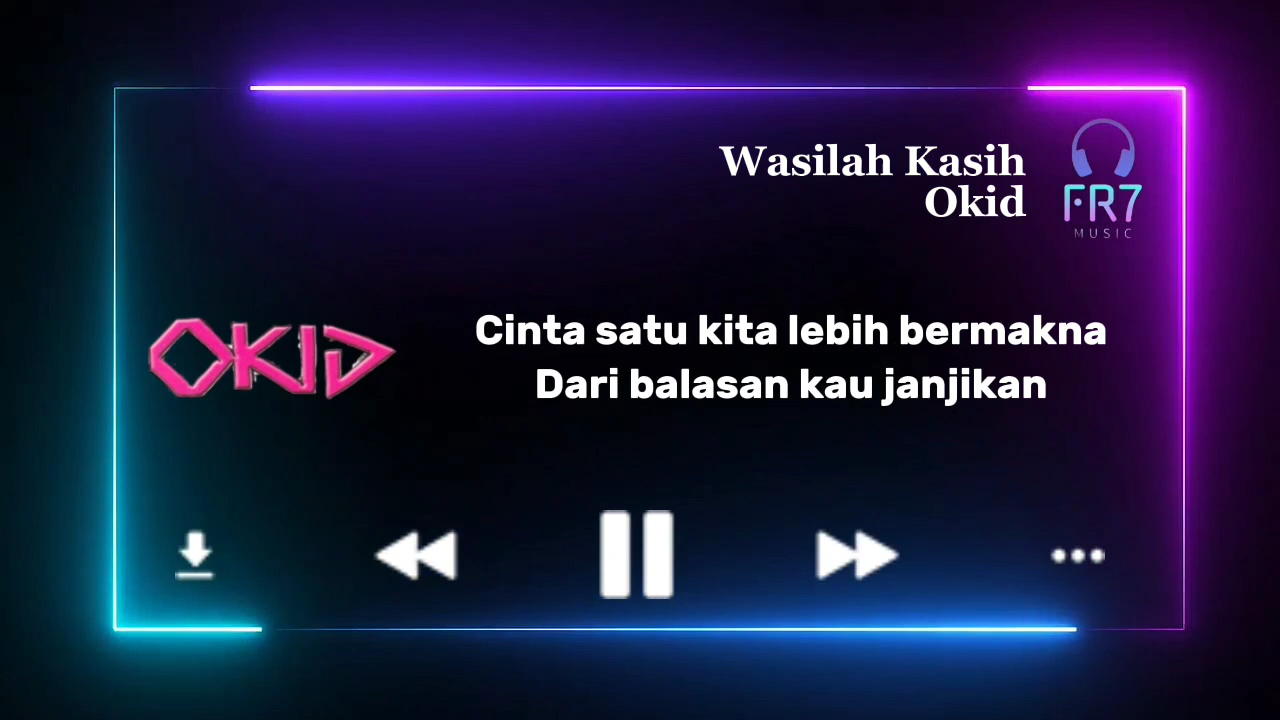 Wasilah Kasih
Okid
FR7
MUSIC
OKID
Cinta satu kita lebih bermakna
Dari balasan kau janjikan